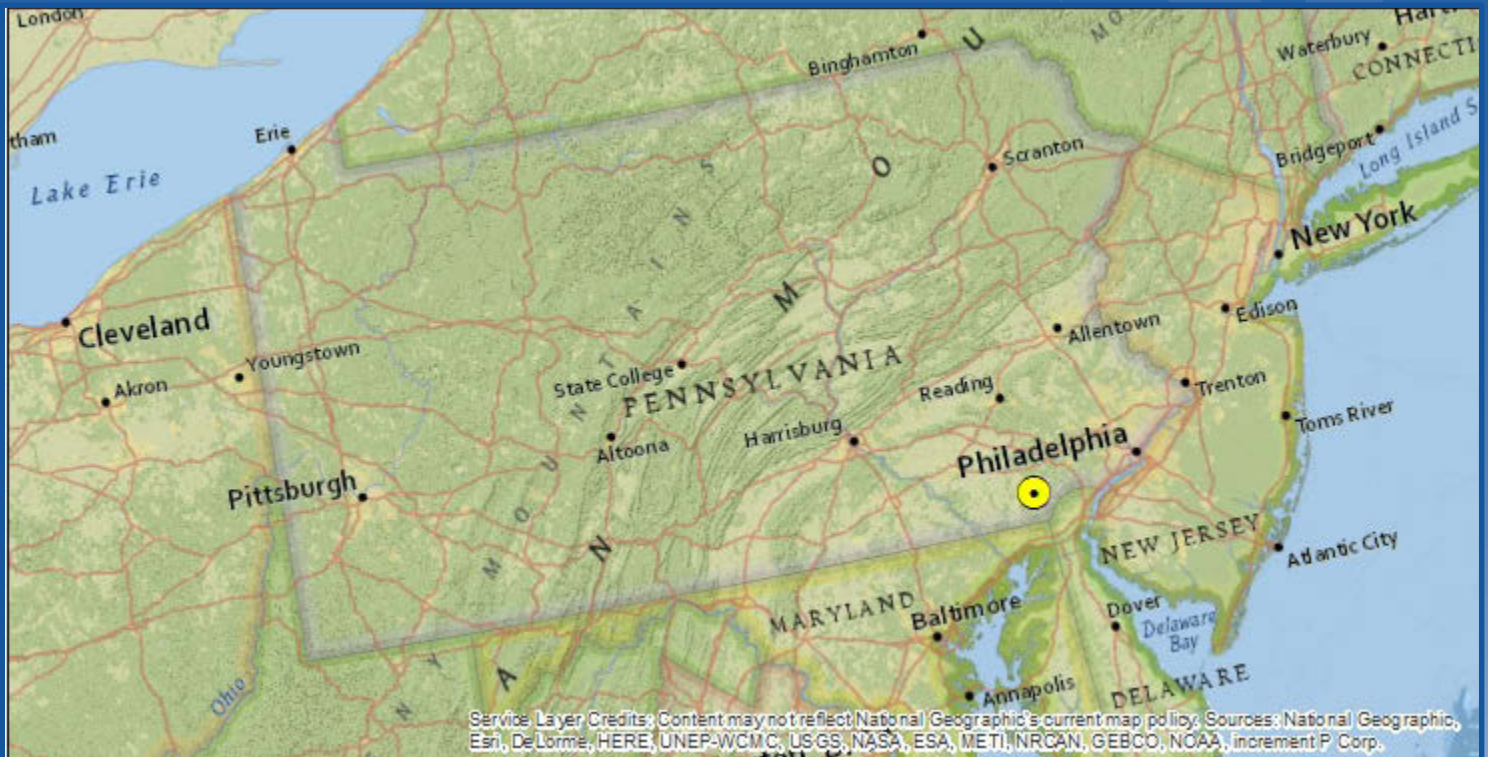 London
Hart
Binghamton
U
MO
Waterbury
CONNECTI
tham
Erie
Scranton
Bridgeport
Long Island S
Lake Erie
O
New York
Cleveland
M
Edison
Allentown
Youngstown
Akron
State College
PENNSYLVANIA
Reading
Trenton
Toms River
Altoona
Harrisburg
Philadelphia
Pittsburgh
MOUNTAINS
N
NEW JERSEY
Atlantic City
MARYLAND
Baltimore
Dover
Delaware
Bay
Ohio
A
N Y
Annapolis
DELAWARE
Service Layer Credits: Content may not reflect National Geographic's current map policy. Sources: National Geographic,
Esri, DeLorme, HERE, UNEP-WCMC, USGS, NASA, ESA, METI, NRCAN, GEBCO, NOAA, increment P Corp.